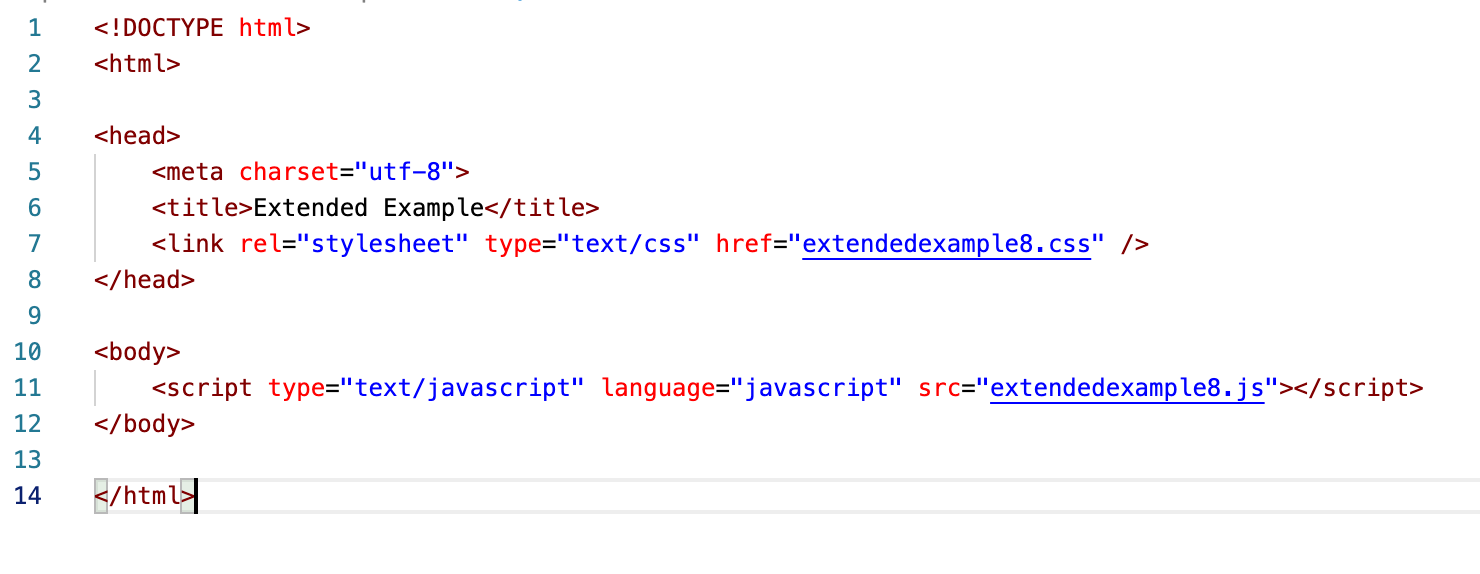 1 <!DOCTYPE html>
2 <html>
3
4 <head>
5     <meta charset="utf-8">
6     <title>Extended Example</title>
7     <link rel="stylesheet" type="text/css" href="extendedexample8.css" />
8 </head>
9
10 <body>
11     <script type="text/javascript" language="javascript" src="extendedexample8.js"></script>
12 </body>
13
14 </html>